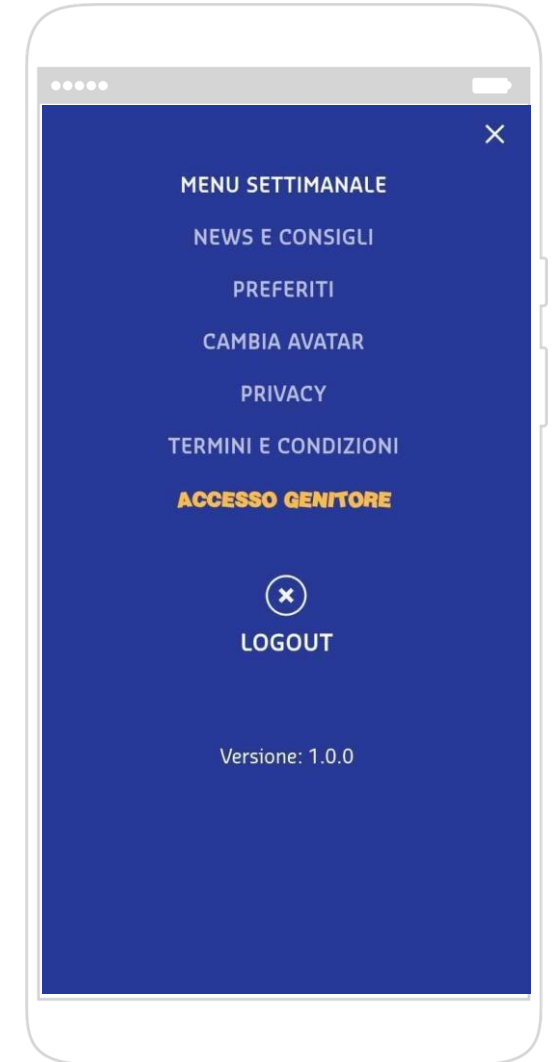 MENU SETTIMANALE
NEWS E CONSIGLI
PREFERITI
CAMBIA AVATAR
PRIVACY
TERMINI E CONDIZIONI
ACCESSO GENITORE
LOGOUT
Versione: 1.0.0